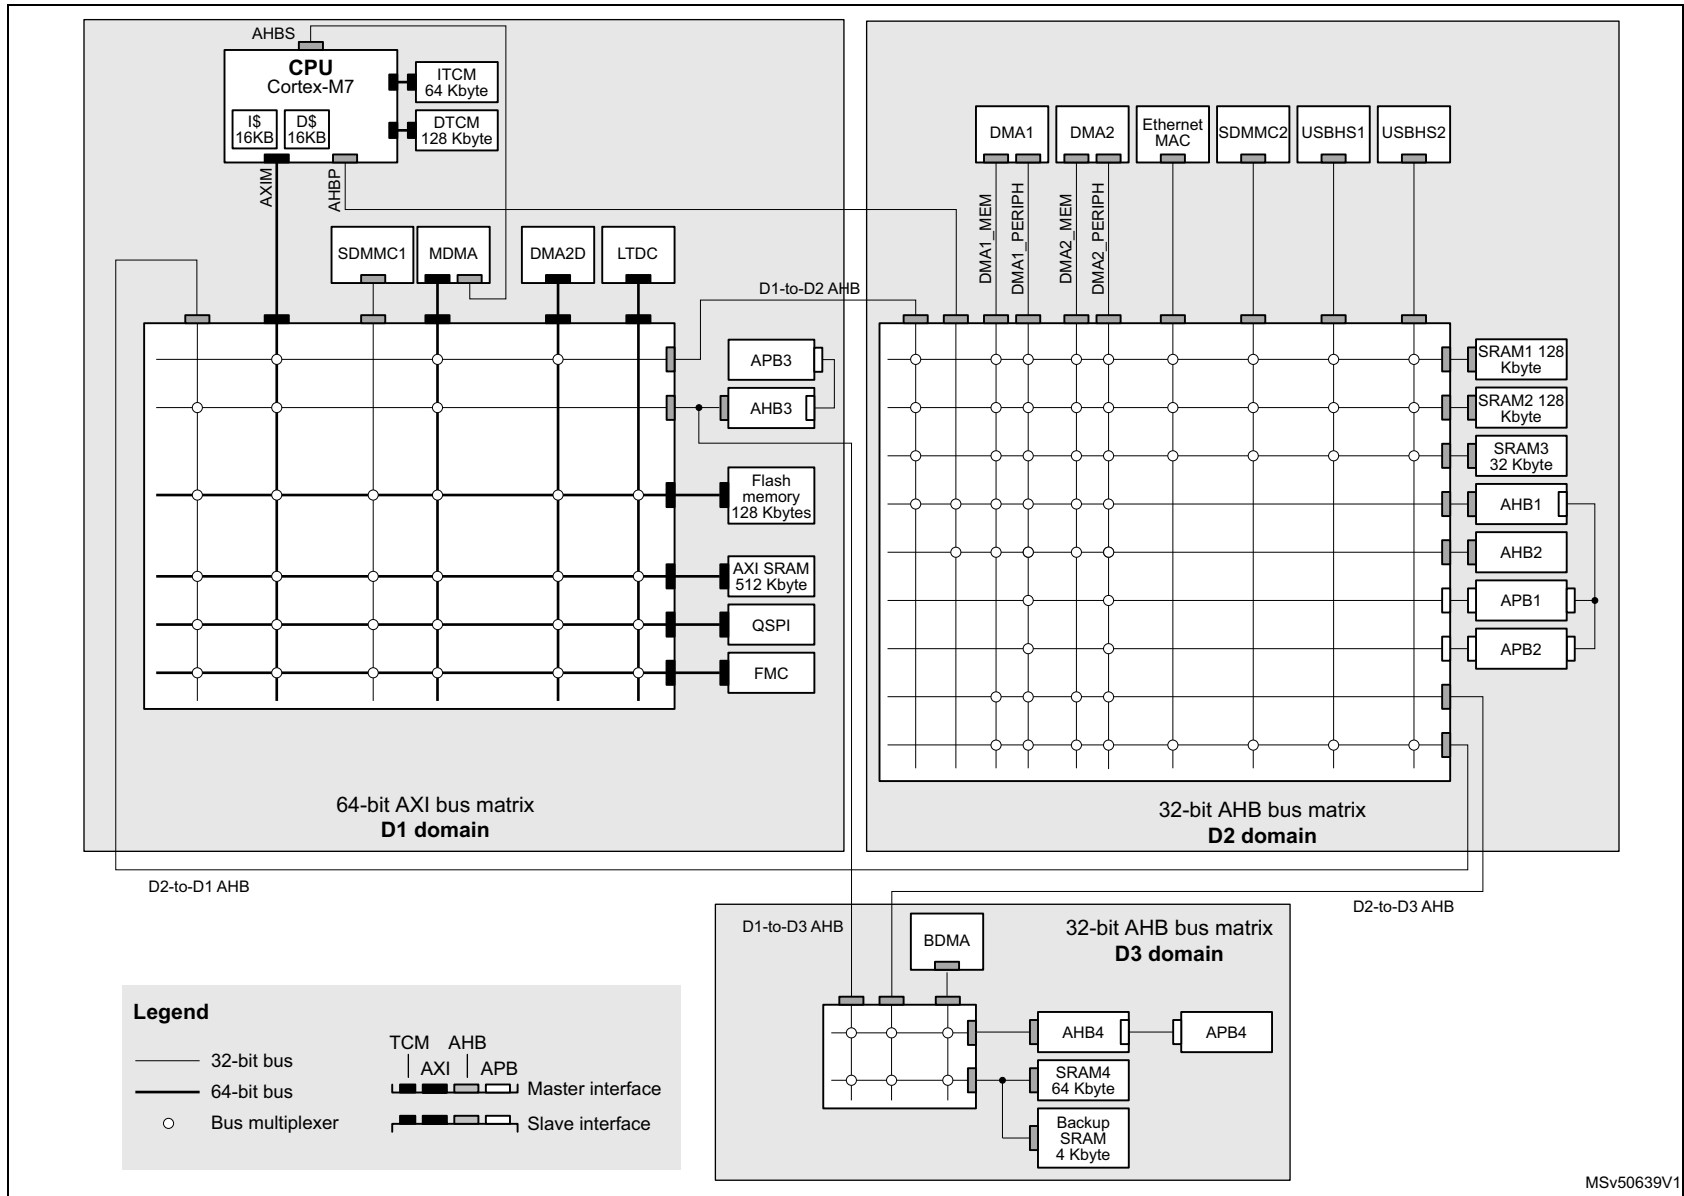 AHBS
CPU
Cortex-M7
I$
16KB
D$
16KB
ITCM
64 Kbyte
DTCM
128 Kbyte
AXIM
AHBP
SDMMC1
MDMA
DMA2D
LTDC
D1-to-D2 AHB
APB3
AHB3
Flash
memory
128 Kbytes
AXI SRAM
512 Kbyte
QSPI
FMC
64-bit AXI bus matrix
D1 domain
DMA1
DMA2
Ethernet
MAC
SDMMC2
USBHS1
USBHS2
DMA1_MEM
DMA1_PERIPH
DMA2_MEM
DMA2_PERIPH
SRAM1 128
Kbyte
SRAM2 128
Kbyte
SRAM3
32 Kbyte
AHB1
AHB2
APB1
APB2
32-bit AHB bus matrix
D2 domain
D2-to-D1 AHB
D2-to-D3 AHB
D1-to-D3 AHB
BDMA
32-bit AHB bus matrix
D3 domain
AHB4
APB4
SRAM4
64 Kbyte
Backup
SRAM
4 Kbyte
Legend
32-bit bus
64-bit bus
Bus multiplexer
TCM
AHB
AXI
APB
Master interface
Slave interface
MSv50639V1